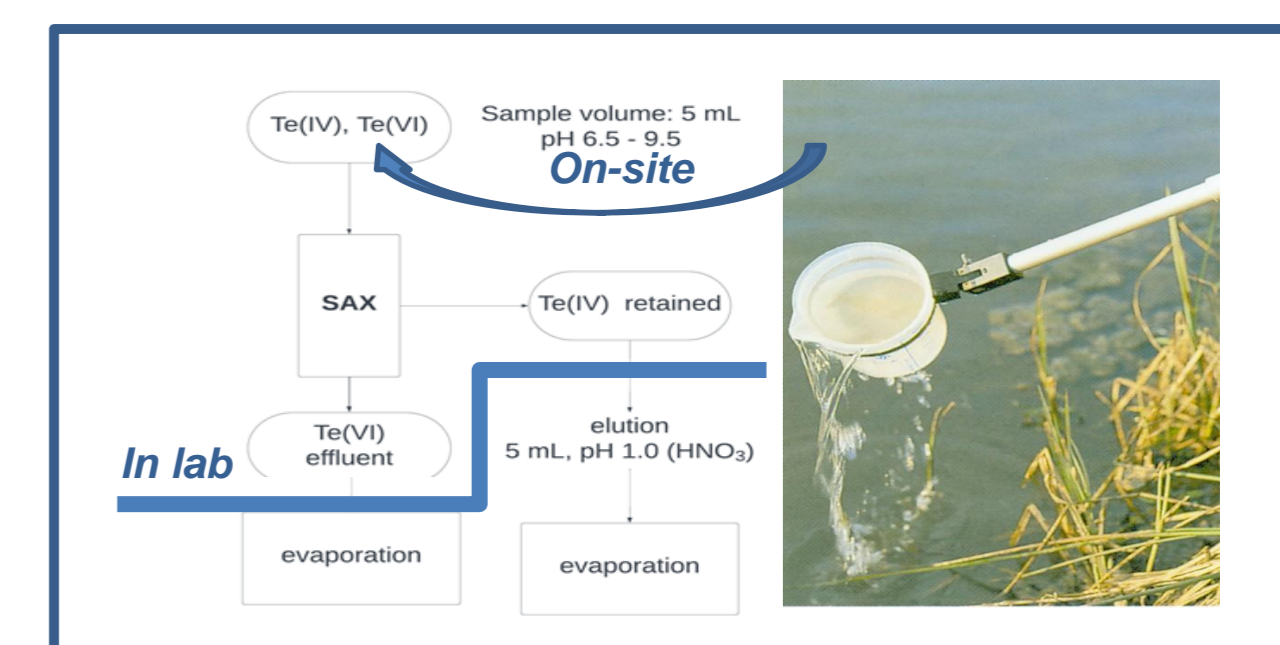 Te(IV), Te(VI)
Sample volume: 5 mL
pH 6.5 - 9.5
On-site
SAX
Te(IV) retained
Te(VI)
effluent
In lab
elution
5 mL, pH 1.0 (HNO₃)
evaporation
evaporation